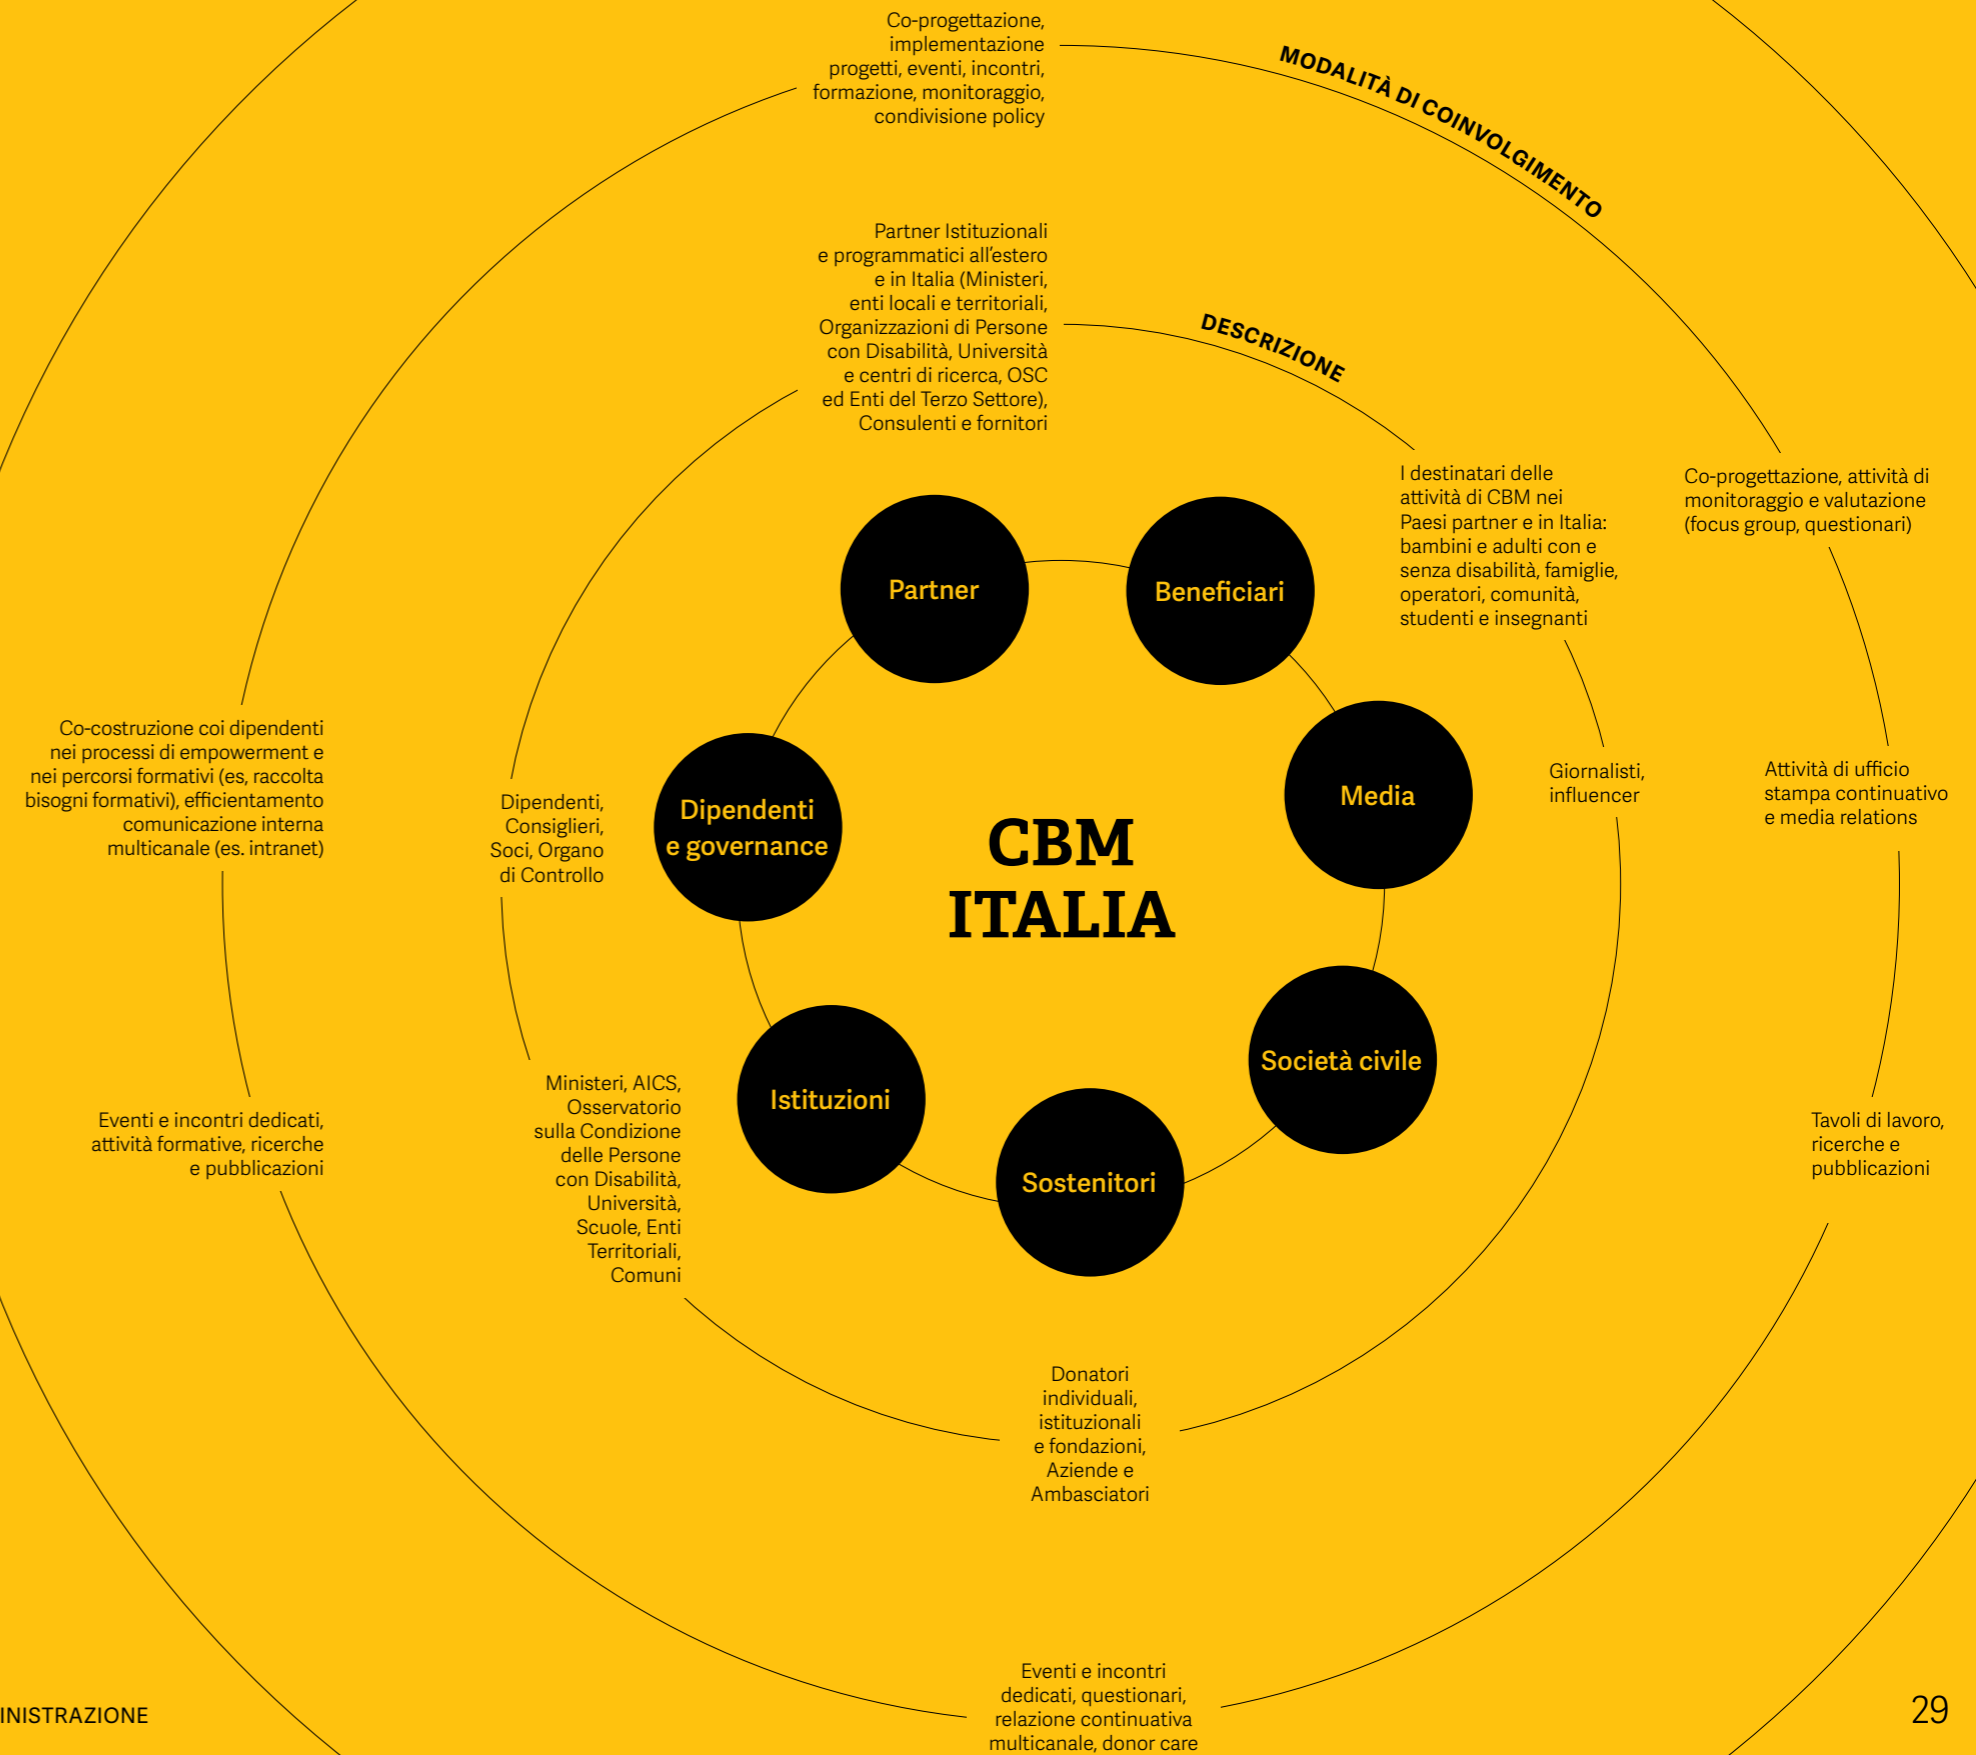 Co-progettazione,
implementazione
progetti, eventi, incontri,
formazione, monitoraggio,
condivisione policy
MODALITÀ DI COINVOLGIMENTO
Partner Istituzionali
e programmatici all'estero
e in Italia (Ministeri,
enti locali e territoriali,
Organizzazioni di Persone
con Disabilità, Università
e centri di ricerca, OSC
ed Enti del Terzo Settore),
Consulenti e fornitori
DESCRIZIONE
I destinatari delle
attività di CBM nei
Paesi partner e in Italia:
bambini e adulti con e
senza disabilità, famiglie,
operatori, comunità,
studenti e insegnanti
Co-progettazione, attività di
monitoraggio e valutazione
(focus group, questionari)
Partner
Beneficiari
Co-costruzione coi dipendenti
nei processi di empowerment e
nei percorsi formativi (es, raccolta
bisogni formativi), efficientamento
comunicazione interna
multicanale (es. intranet)
Dipendenti,
Consiglieri,
Soci, Organo
di Controllo
Dipendenti
e governance
CBM
ITALIA
Media
Giornalisti,
influencer
Attività di ufficio
stampa continuativo
e media relations
Eventi e incontri dedicati,
attività formative, ricerche
e pubblicazioni
Ministeri, AICS,
Osservatorio
sulla Condizione
delle Persone
con Disabilità,
Università,
Scuole, Enti
Territoriali,
Comuni
Istituzioni
Sostenitori
Società civile
Tavoli di lavoro,
ricerche e
pubblicazioni
Donatori
individuali,
istituzionali
e fondazioni,
Aziende e
Ambasciatori
Eventi e incontri
dedicati, questionari,
relazione continuativa
multicanale, donor care
INISTRAZIONE
29